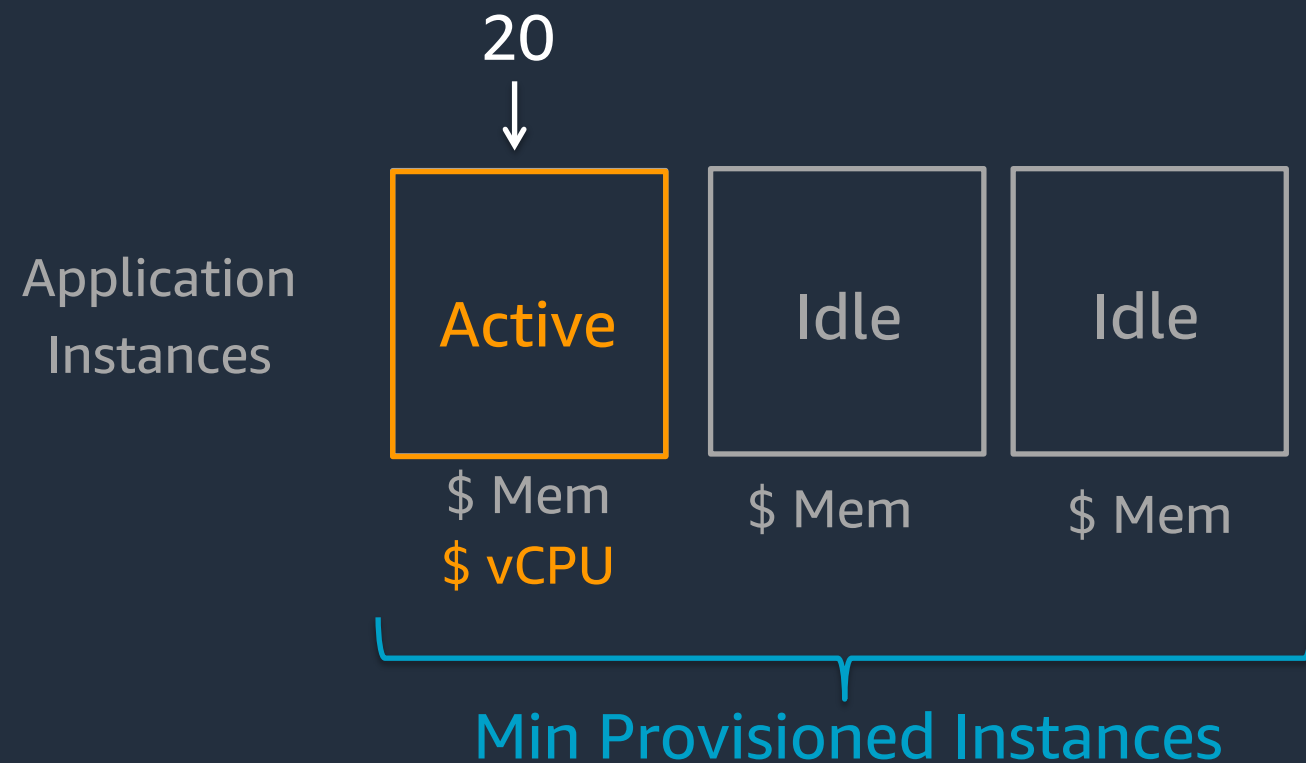 20
Application
Instances
Active
Idle
Idle
$ Mem
$ vCPU
$ Mem
$ Mem
Min Provisioned Instances